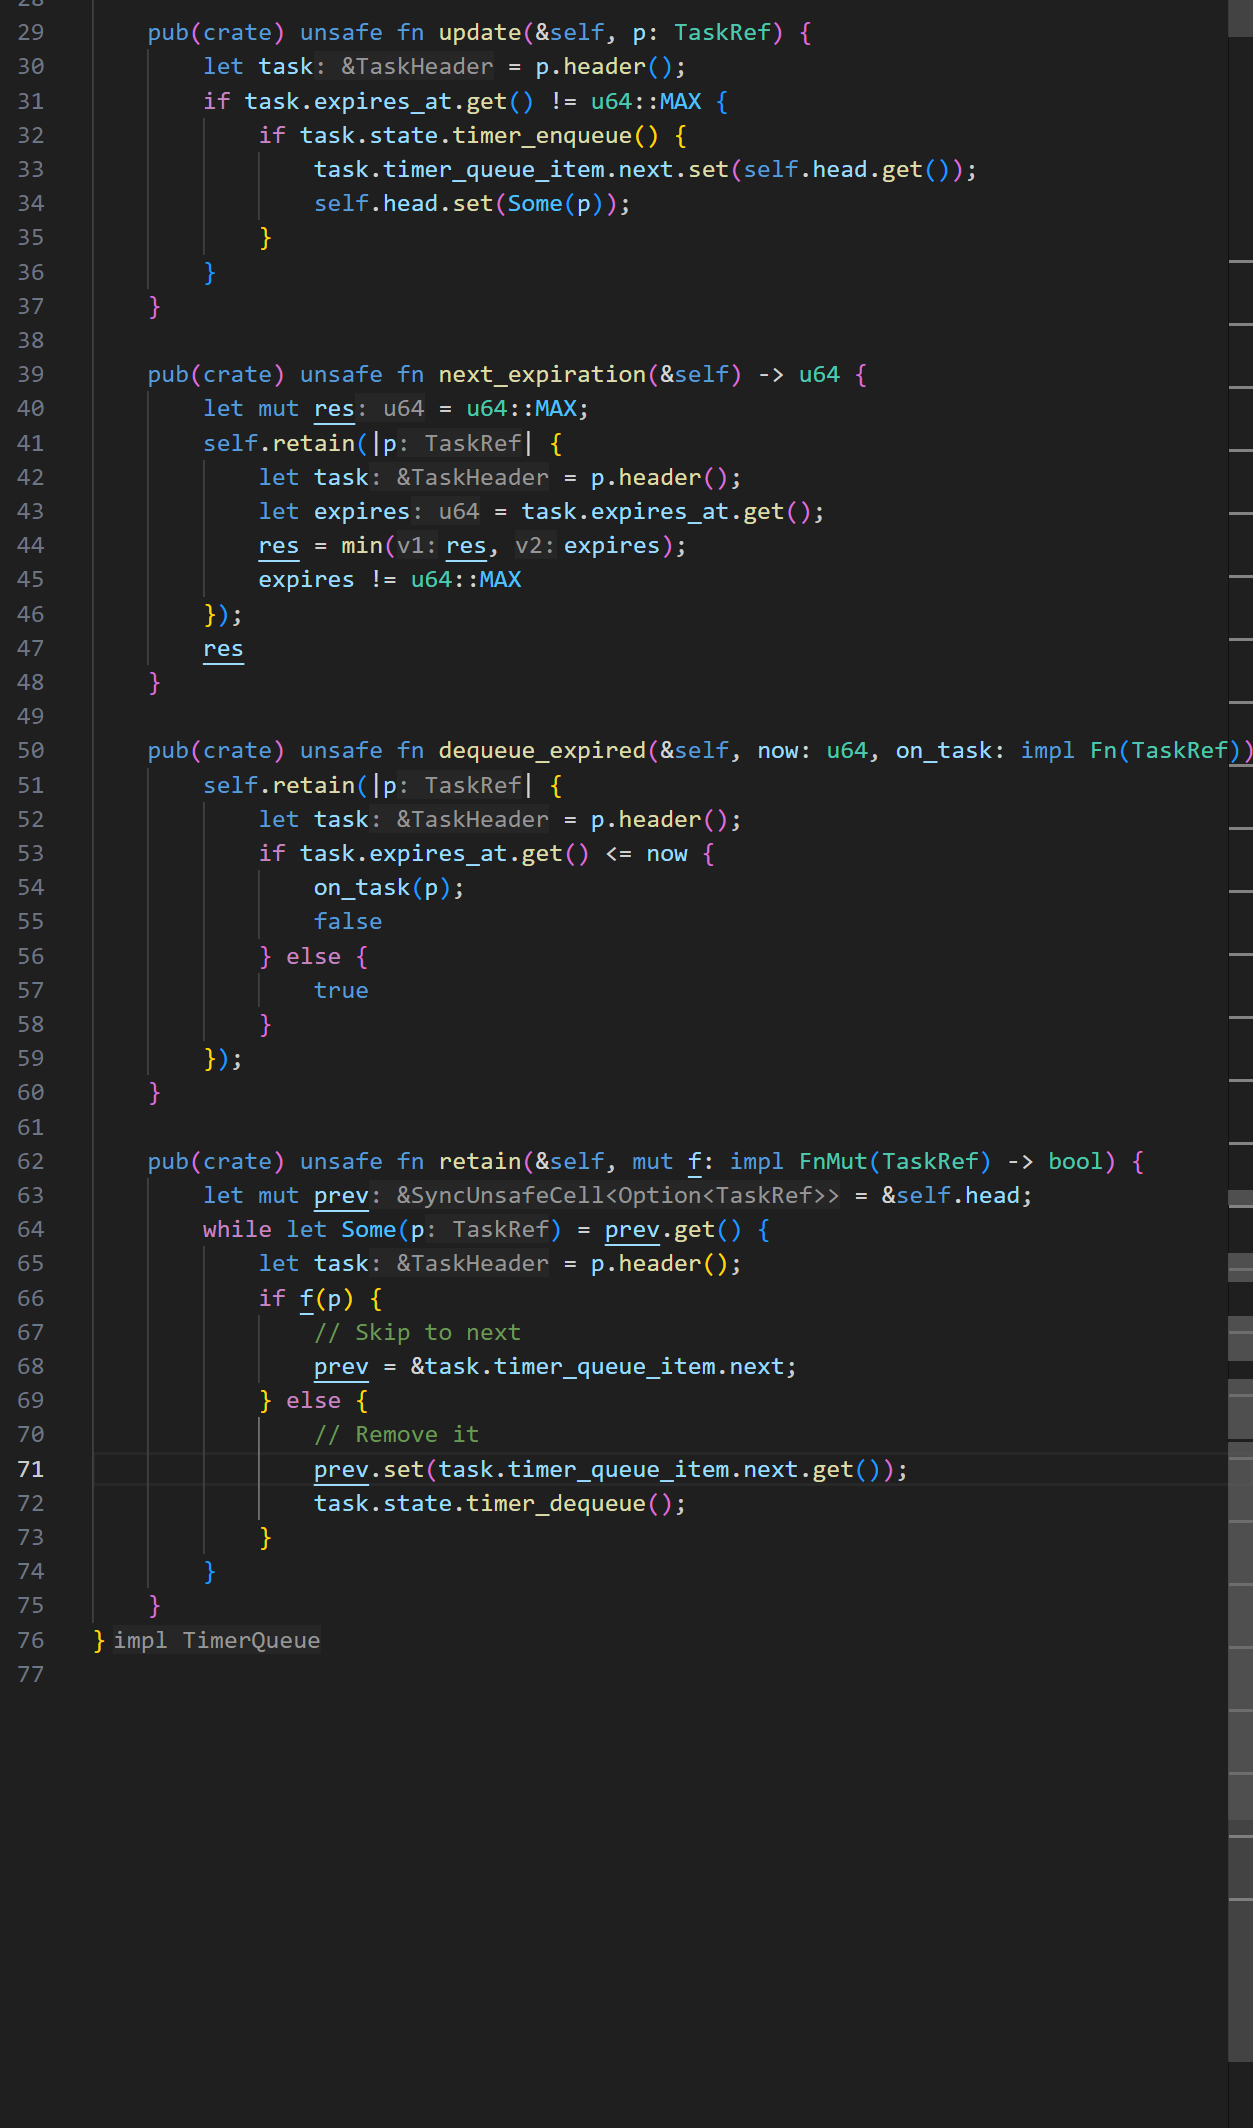 28
29 pub(crate) unsafe fn update(&self, p: TaskRef) {
30 let task: &TaskHeader = p.header();
31 if task.expires_at.get() != u64::MAX {
32 if task.state.timer_enqueue() {
33 task.timer_queue_item.next.set(self.head.get());
34 self.head.set(Some(p));
35 }
36 }
37 }
38
39 pub(crate) unsafe fn next_expiration(&self) -> u64 {
40 let mut res: u64 = u64::MAX;
41 self.retain(|p: TaskRef| {
42 let task: &TaskHeader = p.header();
43 let expires: u64 = task.expires_at.get();
44 res = min(v1: res, v2: expires);
45 expires != u64::MAX
46 });
47 res
48 }
49
50 pub(crate) unsafe fn dequeue_expired(&self, now: u64, on_task: impl Fn(TaskRef))
51 self.retain(|p: TaskRef| {
52 let task: &TaskHeader = p.header();
53 if task.expires_at.get() <= now {
54 on_task(p);
55 false
56 } else {
57 true
58 }
59 });
60 }
61
62 pub(crate) unsafe fn retain(&self, mut f: impl FnMut(TaskRef) -> bool) {
63 let mut prev: &SyncUnsafeCell<Option<TaskRef>> = &self.head;
64 while let Some(p: TaskRef) = prev.get() {
65 let task: &TaskHeader = p.header();
66 if f(p) {
67 // Skip to next
68 prev = &task.timer_queue_item.next;
69 } else {
70 // Remove it
71 prev.set(task.timer_queue_item.next.get());
72 task.state.timer_dequeue();
73 }
74 }
75 }
76 } impl TimerQueue
77